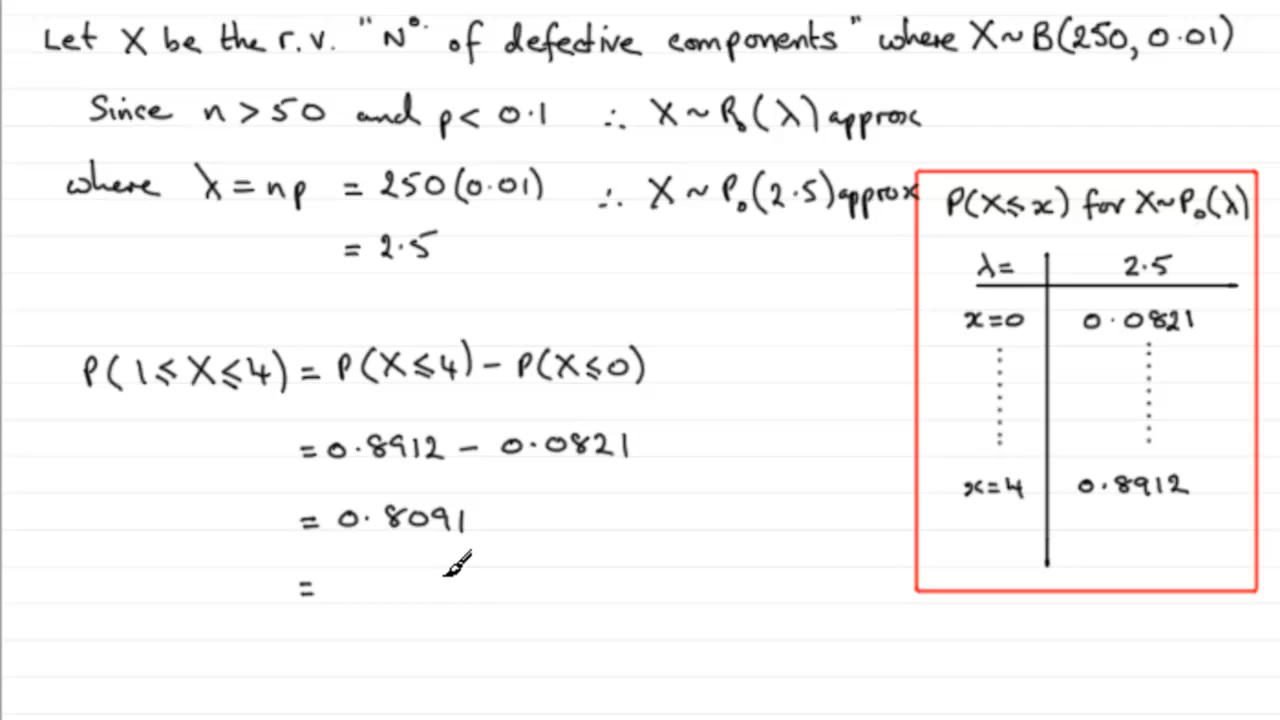 Let X be the r.v. "Nº. of defective components" where X~B(250, 0.01)
Since n > 50 and p < 0.1 ∴ X ~ Po(λ) approx
where λ = np = 250(0.01) ∴ X ~ Po(2.5) approx
= 2.5
P(1≤X≤4) = P(X≤4) - P(X≤0)
= 0.8912 - 0.0821
= 0.8091
=
P(X≤x) for X~Po(λ)
λ= 2.5
x=0 0.0821
x=4 0.8912